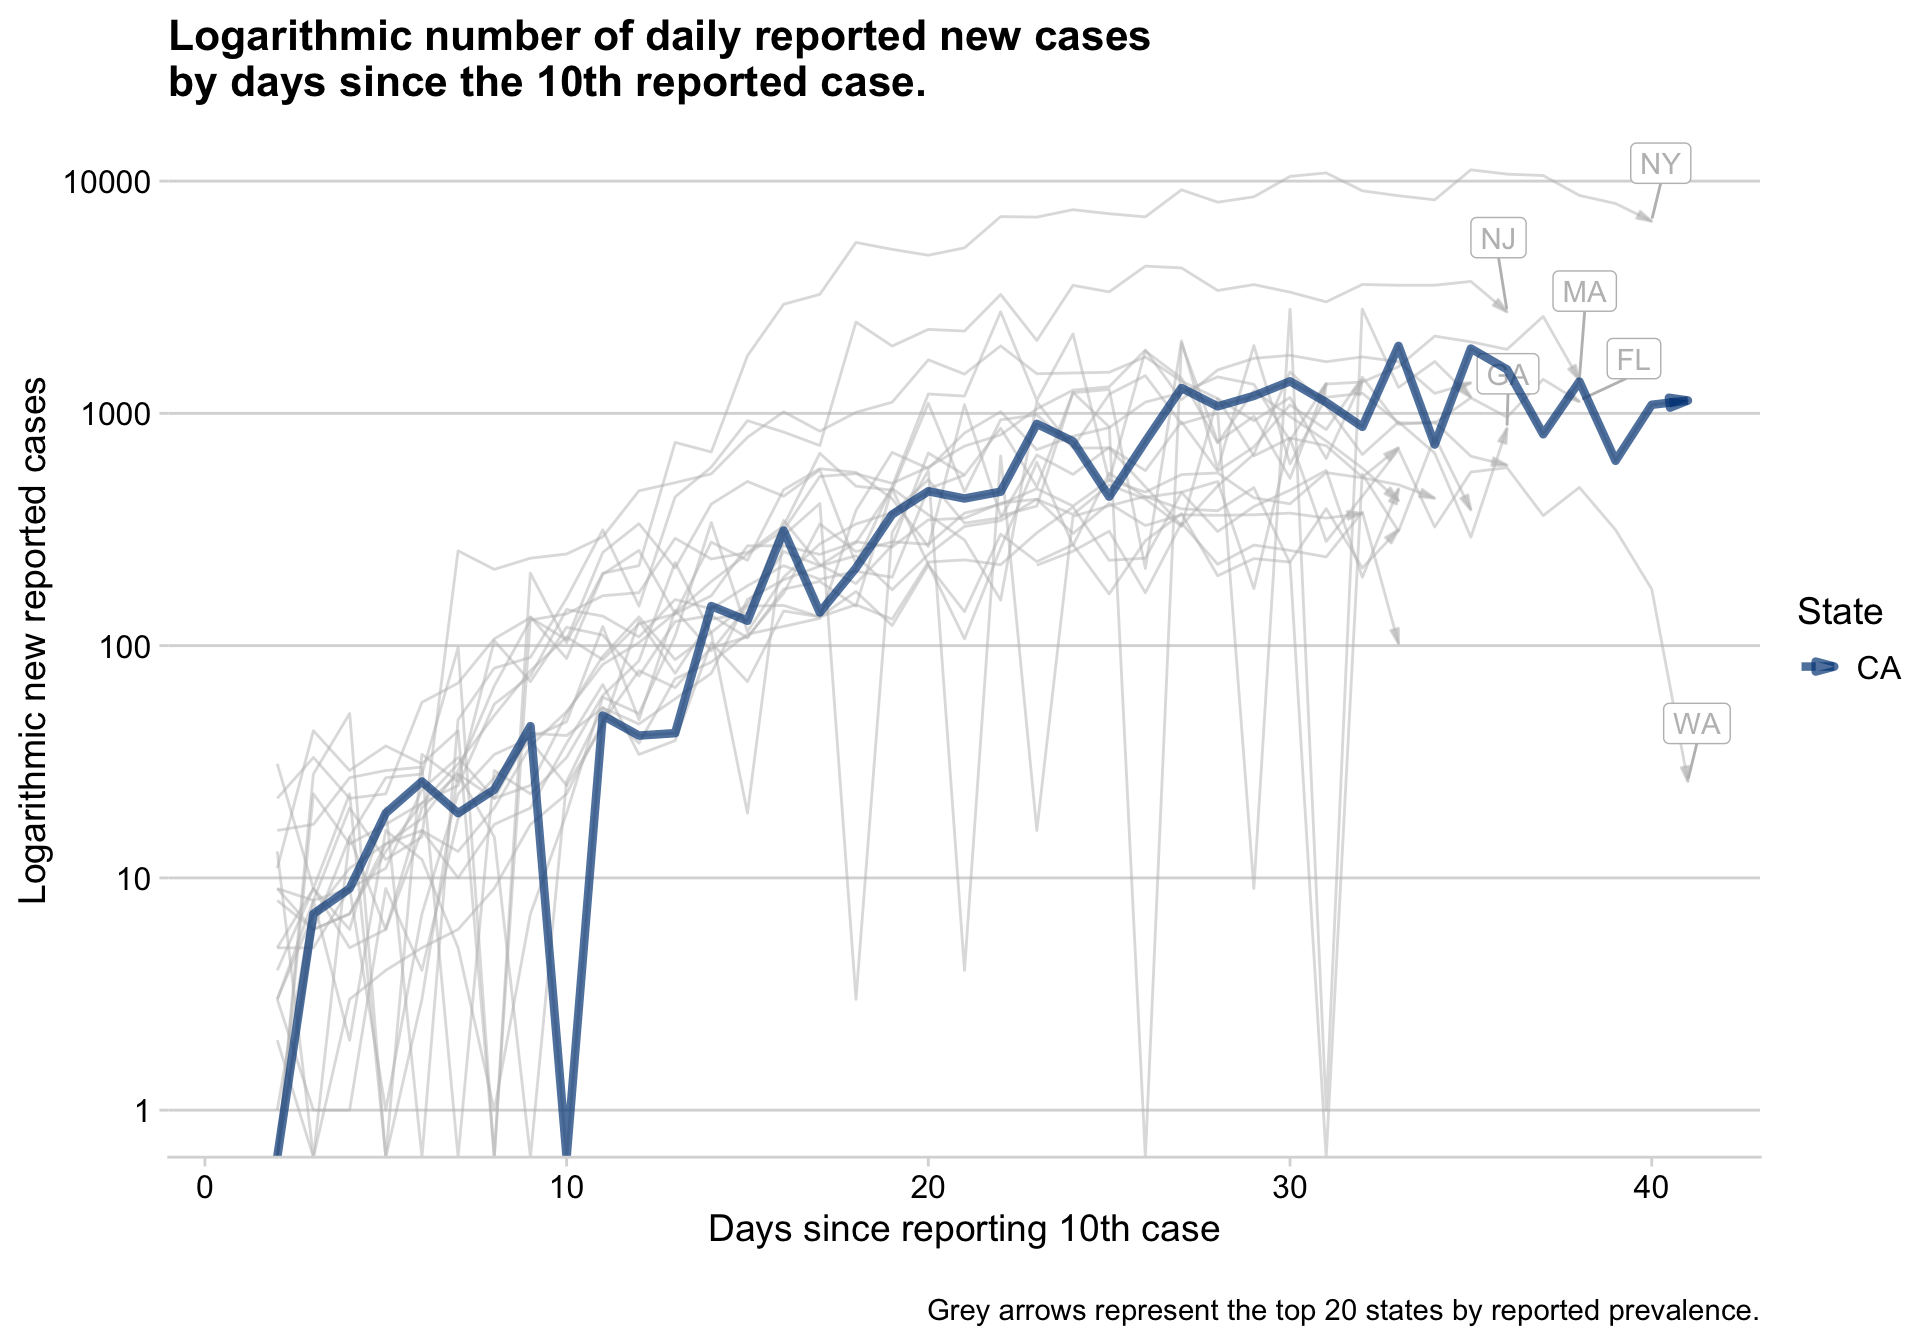 Logarithmic number of daily reported new cases
by days since the 10th reported case.
Logarithmic new reported cases
10000
1000
100
10
1
NY
NJ
MA
FL
GA
WA
State
CA
0
10
20
30
40
Days since reporting 10th case
Grey arrows represent the top 20 states by reported prevalence.